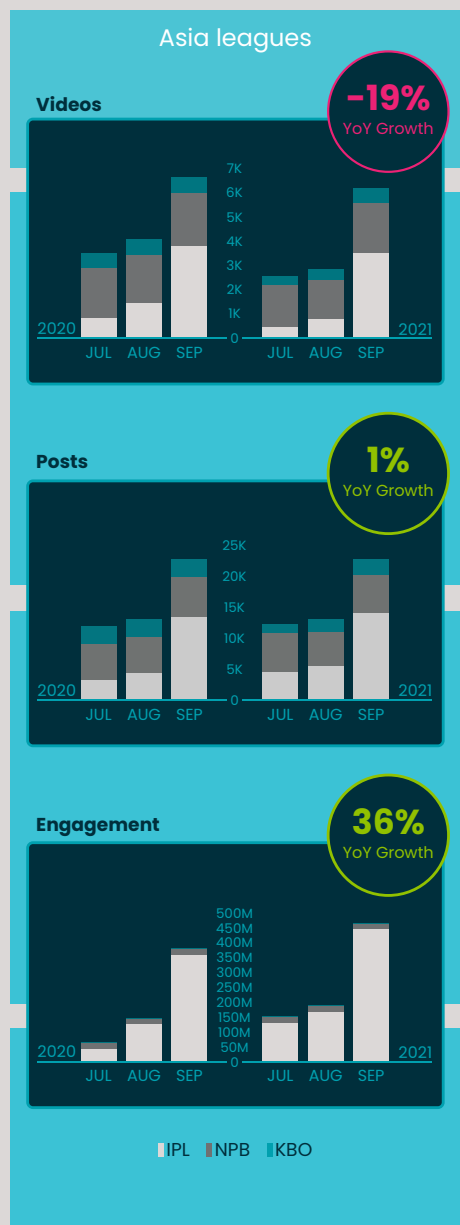 Asia leagues
-19%
YoY Growth
Videos
7K
6K
5K
4K
3K
2K
1K
0
2020
2021
JUL AUG SEP
JUL AUG SEP
1%
YoY Growth
Posts
25K
20K
15K
10K
5K
0
2020
2021
JUL AUG SEP
JUL AUG SEP
36%
YoY Growth
Engagement
500M
450M
400M
350M
300M
250M
200M
150M
100M
50M
0
2020
2021
JUL AUG SEP
JUL AUG SEP
IPL NPB KBO